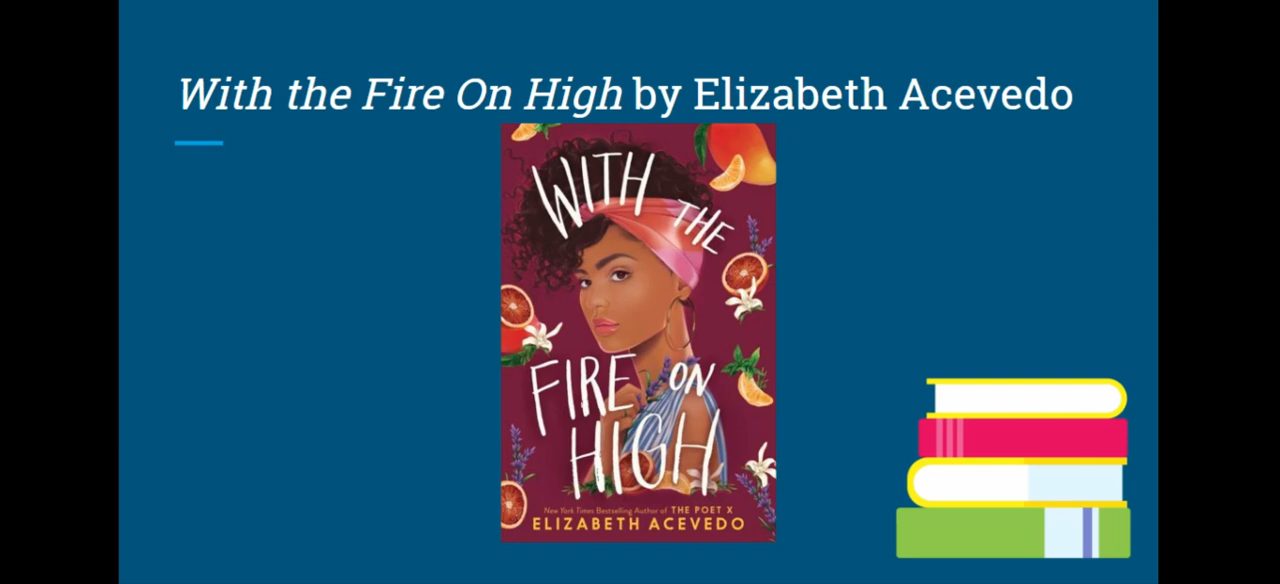 With the Fire On High by Elizabeth Acevedo
WITH
THE
FIRE ON
HIGH
New York Times Bestselling Author of THE POET X
ELIZABETH ACEVEDO